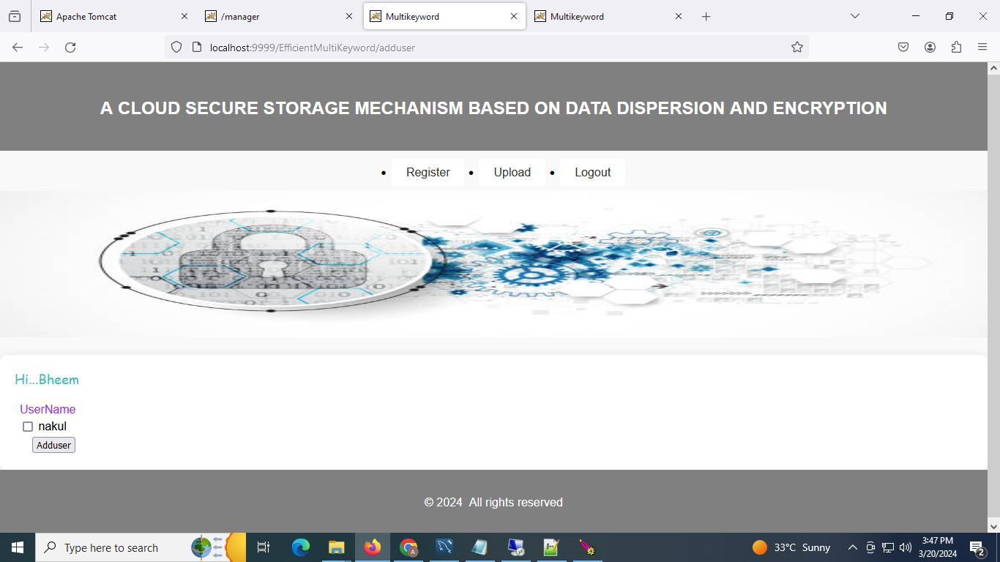 Apache Tomcat
/manager
Multikeyword
Multikeyword
localhost:9999/EfficientMultiKeyword/adduser
A CLOUD SECURE STORAGE MECHANISM BASED ON DATA DISPERSION AND ENCRYPTION
Register
Upload
Logout
Hi...Bheem
UserName
nakul
Adduser
© 2024 All rights reserved
Type here to search
33°C Sunny
3:47 PM
3/20/2024
2